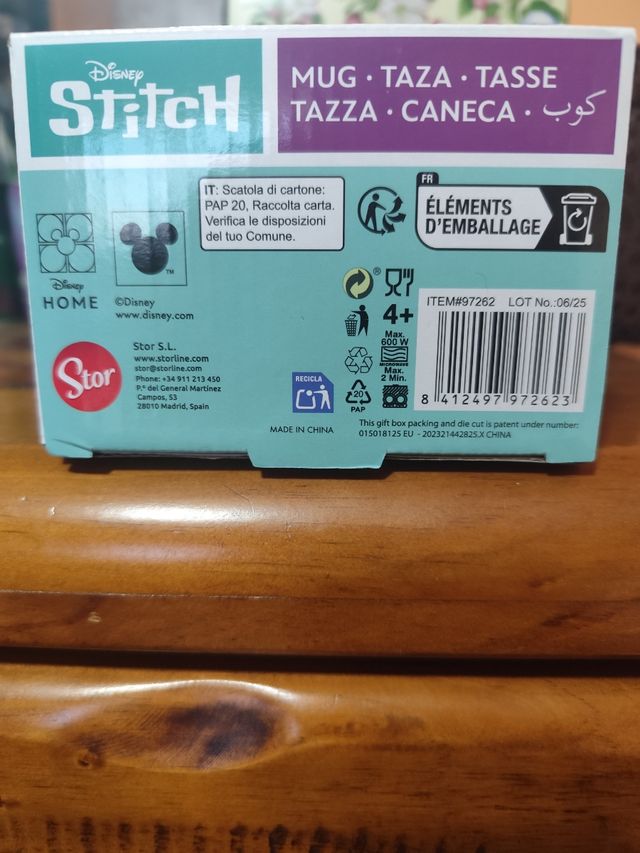 Disney
Stitch
MUG · TAZA · TASSE
TAZZA · CANECA · كوب
IT: Scatola di cartone:
PAP 20, Raccolta carta.
Verifica le disposizioni
del tuo Comune.
FR
ÉLÉMENTS
D'EMBALLAGE
Disney
HOME
TM
©Disney
www.disney.com
Stor
Stor S.L.
www.storline.com
stor@storline.com
Phone: +34 911 213 450
P.º del General Martínez
Campos, 53
28010 Madrid, Spain
RECICLA
MADE IN CHINA
®
4+
20
PAP
Max.
600 W
MICROWAVE
Max.
2 Min.
ITEM#97262 LOT No.:06/25
8 412497 972623
This gift box packing and die cut is patent under number:
015018125 EU - 202321442825.X CHINA